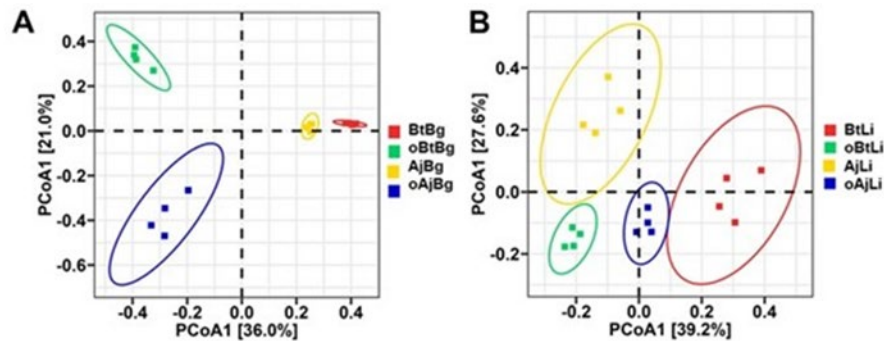 A
PCoA1 [21.0%]
0.4
0.2
0.0
-0.2
-0.4
-0.6
-0.4 -0.2 0.0 0.2 0.4
PCoA1 [36.0%]
BtBg
oBtBg
AjBg
oAjBg
B
PCoA1 [27.6%]
0.4
0.2
0.0
-0.2
-0.2 0.0 0.2 0.4
PCoA1 [39.2%]
BtLi
oBtLi
AjLi
oAjLi